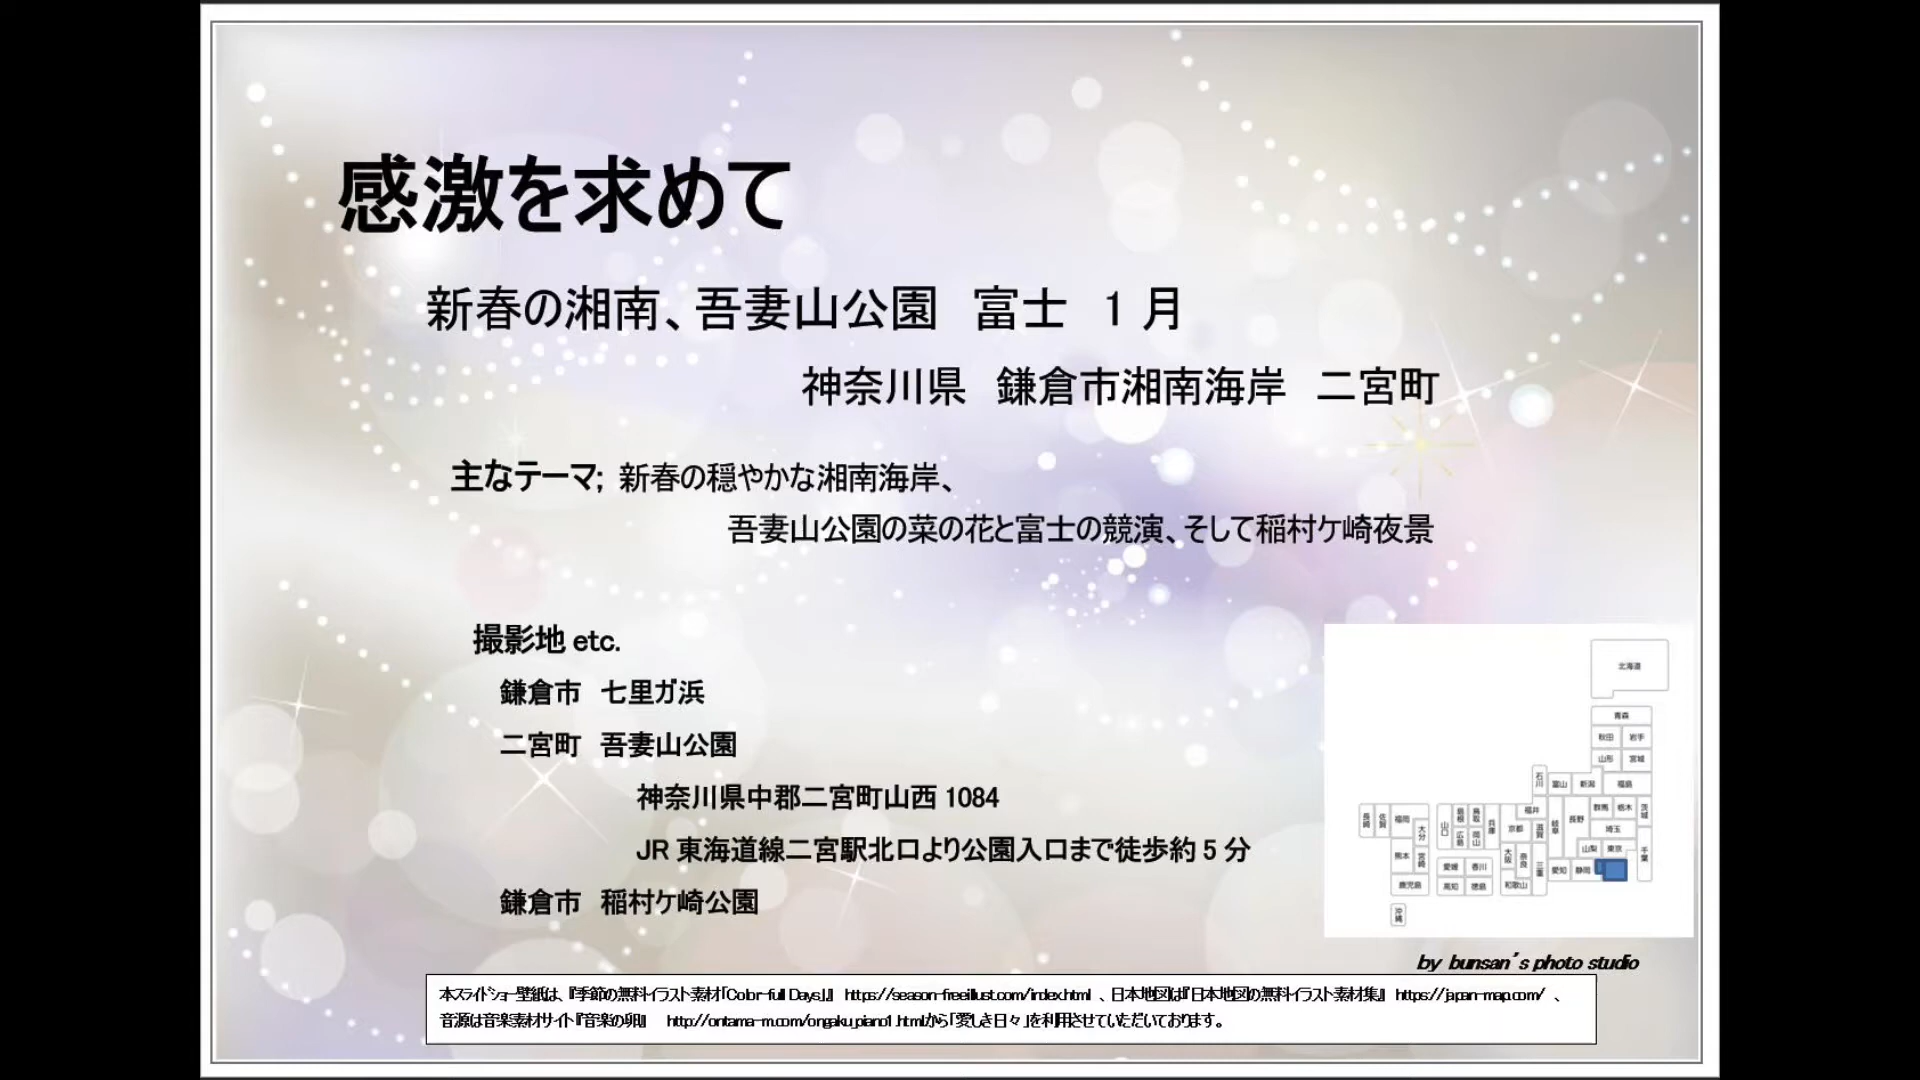 感激を求めて
新春の湘南、吾妻山公園　富士　1 月
神奈川県　鎌倉市湘南海岸　二宮町
主なテーマ; 新春の穏やかな湘南海岸、
吾妻山公園の菜の花と富士の競演、そして稲村ケ崎夜景
撮影地 etc.
鎌倉市　七里ガ浜
二宮町　吾妻山公園
神奈川県中郡二宮町山西 1084
JR 東海道線二宮駅北口より公園入口まで徒歩約 5 分
鎌倉市　稲村ケ崎公園
北海道
青森
秋田 岩手
山形 宮城
石川 富山 新潟 福島
長崎 佐賀 福岡 大分
山口 島根 鳥取 広島 岡山 兵庫
福井 京都 滋賀 岐阜 長野 群馬 栃木 茨城
埼玉
山梨 東京 千葉
熊本 宮崎
鹿児島
愛媛 香川
高知 徳島
大阪 奈良 三重
和歌山
愛知 静岡
沖縄
by bunsan's photo studio
本スライドショー壁紙は、『季節の無料イラスト素材「Color-full Days」』 https://season-freeillust.com/index.html 、日本地図は『日本地図の無料イラスト素材集』 https://japan-map.com/ 、
音源は音楽素材サイト『音楽の卵』 http://ontama-m.com/ongaku_piano1.htmlから「愛しき日々」を利用させていただいております。